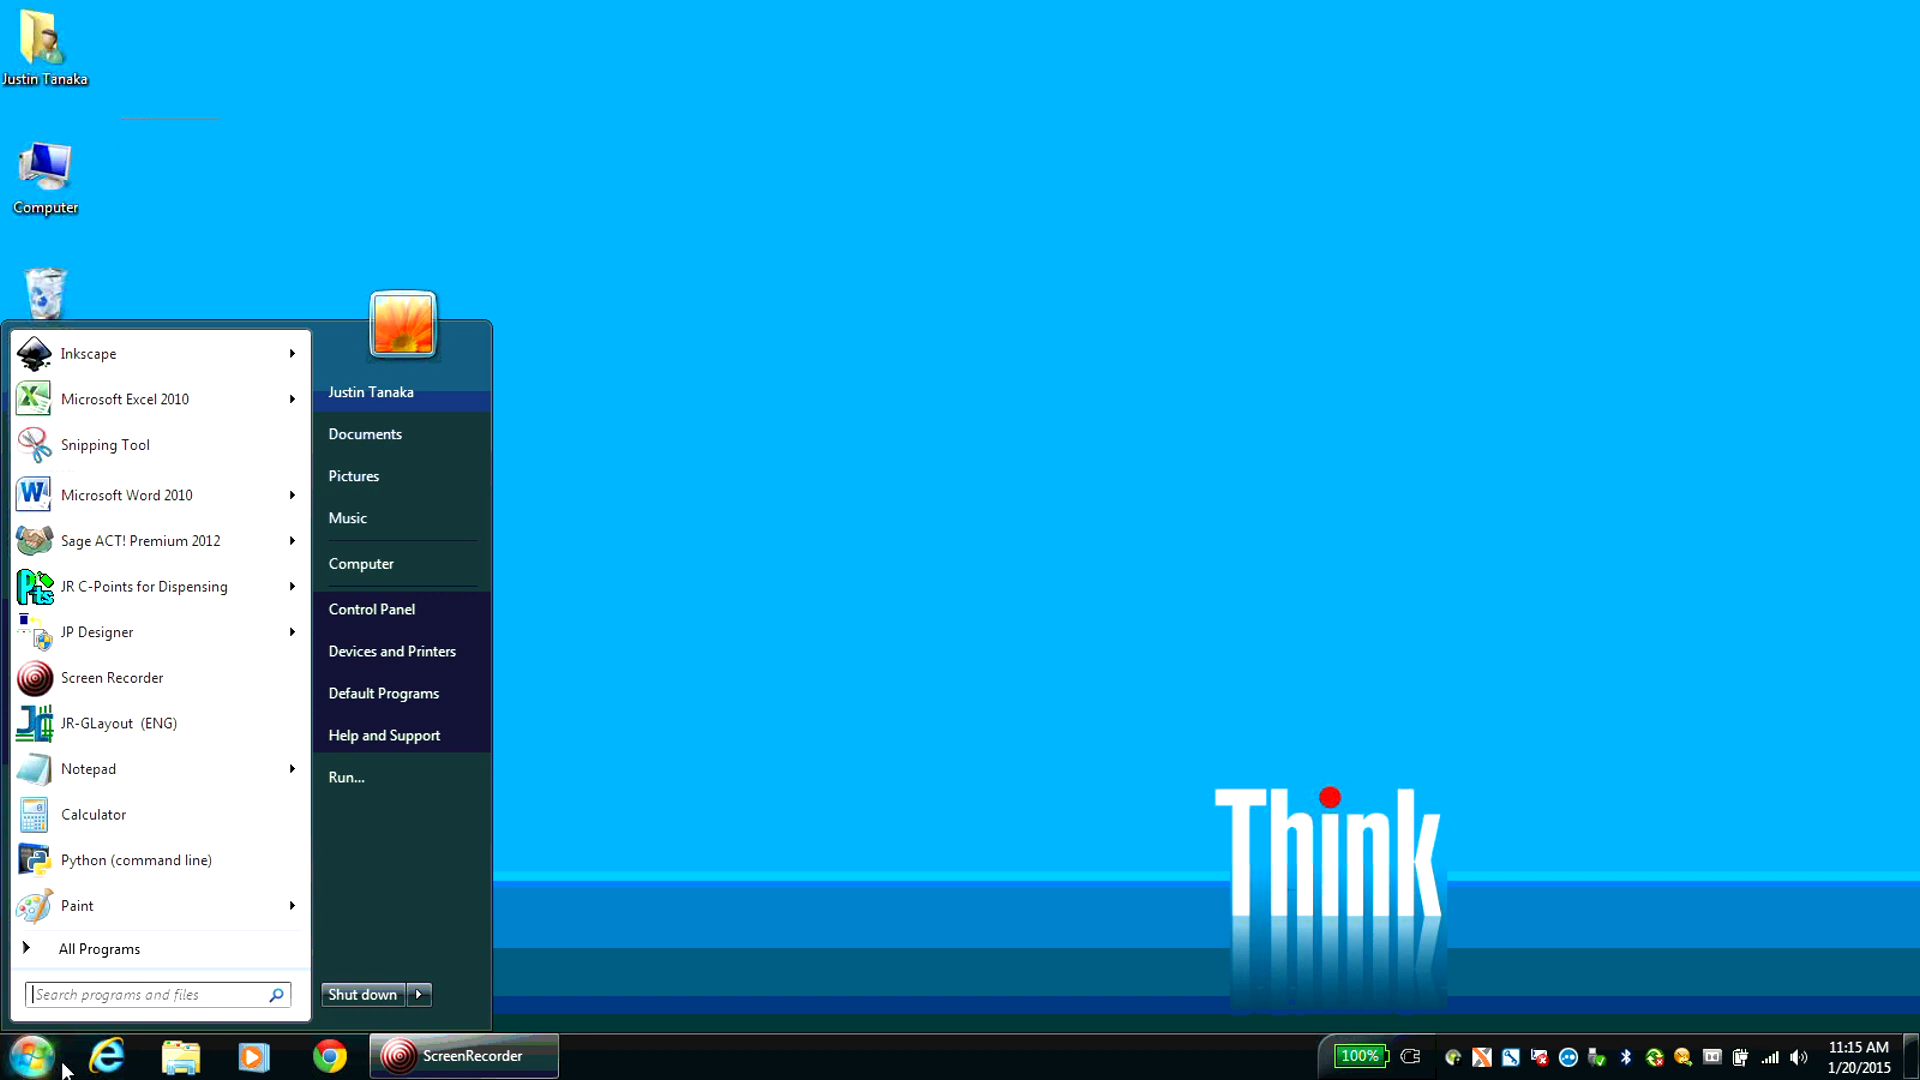 Justin Tanaka
Computer
Inkscape
Microsoft Excel 2010
Snipping Tool
Microsoft Word 2010
Sage ACT! Premium 2012
JR C-Points for Dispensing
JP Designer
Screen Recorder
JR-GLayout (ENG)
Notepad
Calculator
Python (command line)
Paint
All Programs
Search programs and files
Justin Tanaka
Documents
Pictures
Music
Computer
Control Panel
Devices and Printers
Default Programs
Help and Support
Run...
Shut down
Think
ScreenRecorder
100%
11:15 AM
1/20/2015